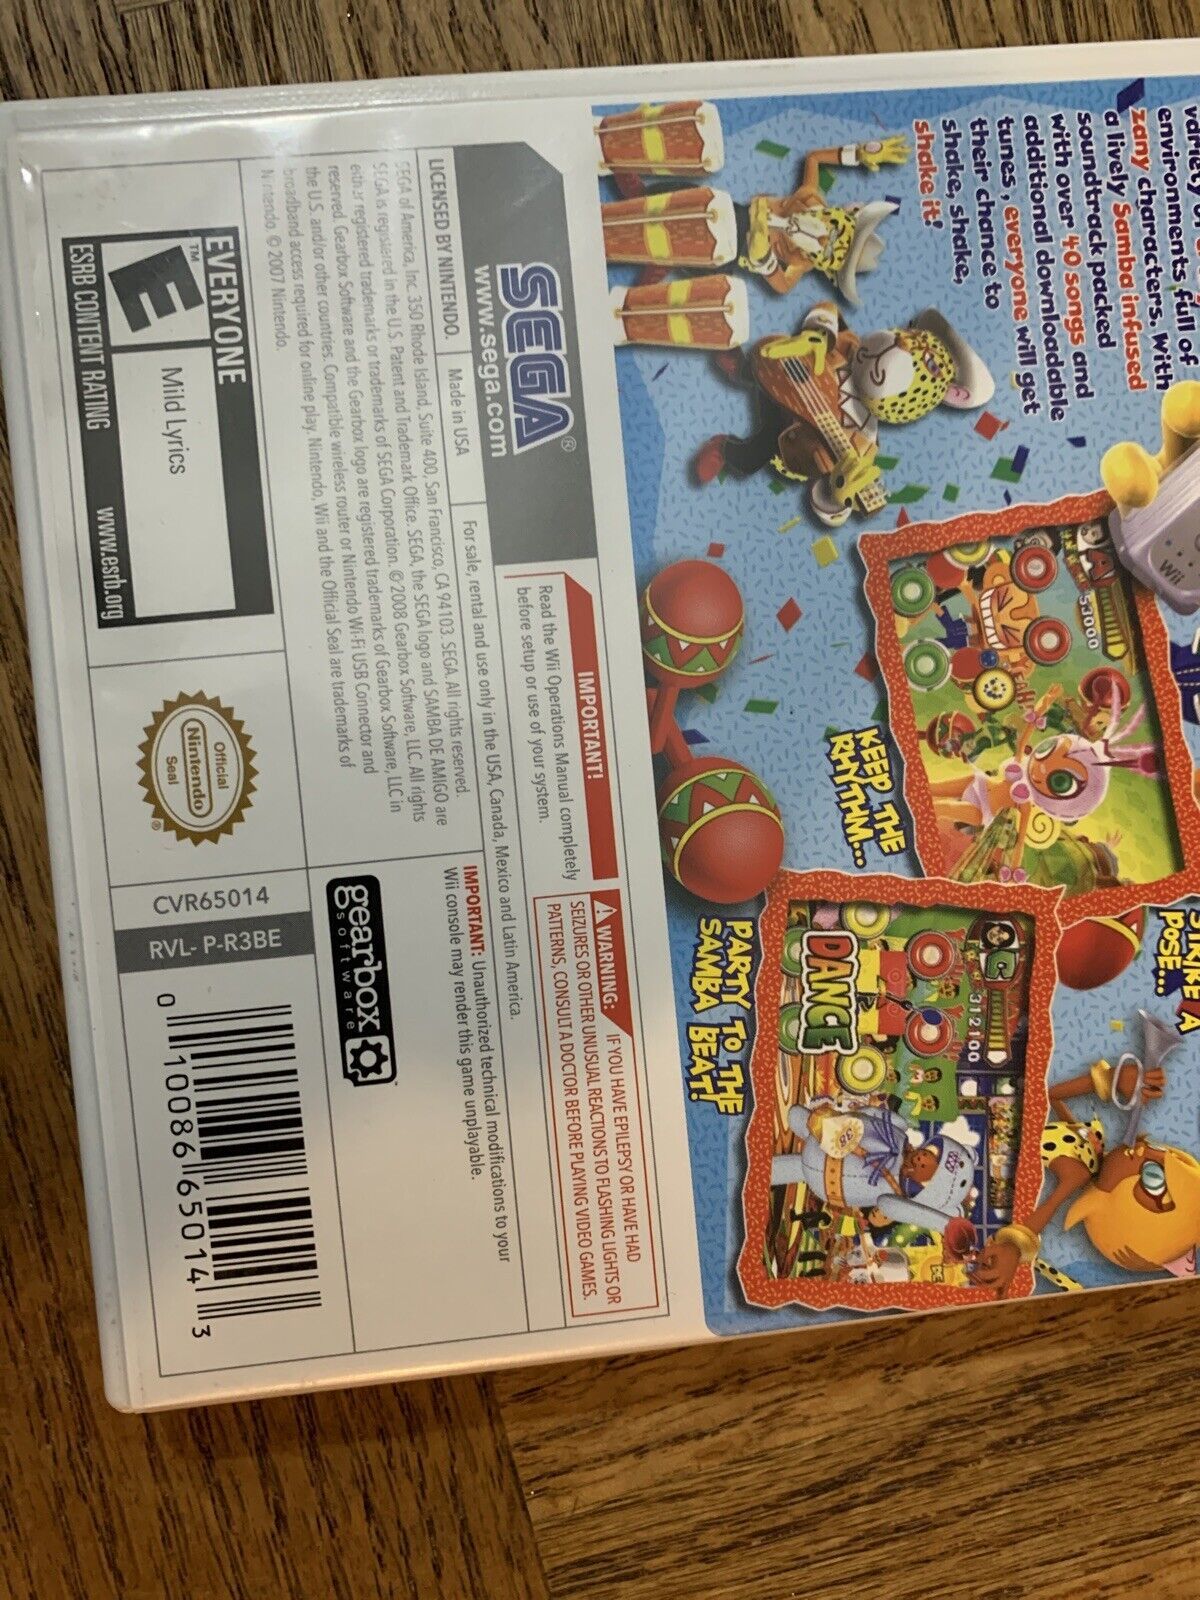 environments full of
zany characters. With
a lively Samba infused
soundtrack packed
with over 40 songs and
additional downloadable
tunes, everyone will get
their chance to
shake, shake,
shake it!
Wii
A
53000
KEEP THE
RHYTHM...
POSE...
C
312100
DANCE
PARTY TO THE
SAMBA BEAT!
SEGA®
www.sega.com
IMPORTANT!
Read the Wii Operations Manual completely
before setup or use of your system.
WARNING: IF YOU HAVE EPILEPSY OR HAVE HAD
SEIZURES OR OTHER UNUSUAL REACTIONS TO FLASHING LIGHTS OR
PATTERNS, CONSULT A DOCTOR BEFORE PLAYING VIDEO GAMES.
LICENSED BY NINTENDO.
Made in USA
For sale, rental and use only in the USA, Canada, Mexico and Latin America.
SEGA of America, Inc. 350 Rhode Island, Suite 400, San Francisco, CA 94103. SEGA. All rights reserved.
SEGA is registered in the U.S. Patent and Trademark Office. SEGA, the SEGA logo and SAMBA DE AMIGO are
either registered trademarks or trademarks of SEGA Corporation. © 2008 Gearbox Software, LLC. All rights
reserved. Gearbox Software and the Gearbox logo are registered trademarks of Gearbox Software, LLC in
the U.S. and/or other countries. Compatible wireless router or Nintendo Wi-Fi USB Connector and
broadband access required for online play. Nintendo, Wii and the Official Seal are trademarks of
Nintendo. © 2007 Nintendo.
IMPORTANT: Unauthorized technical modifications to your
Wii console may render this game unplayable.
gearbox
software
™
EVERYONE
E
™
Mild Lyrics
ESRB CONTENT RATING
www.esrb.org
Official
Nintendo
Seal
®
CVR65014
RVL- P-R3BE
0 10086 65014 3